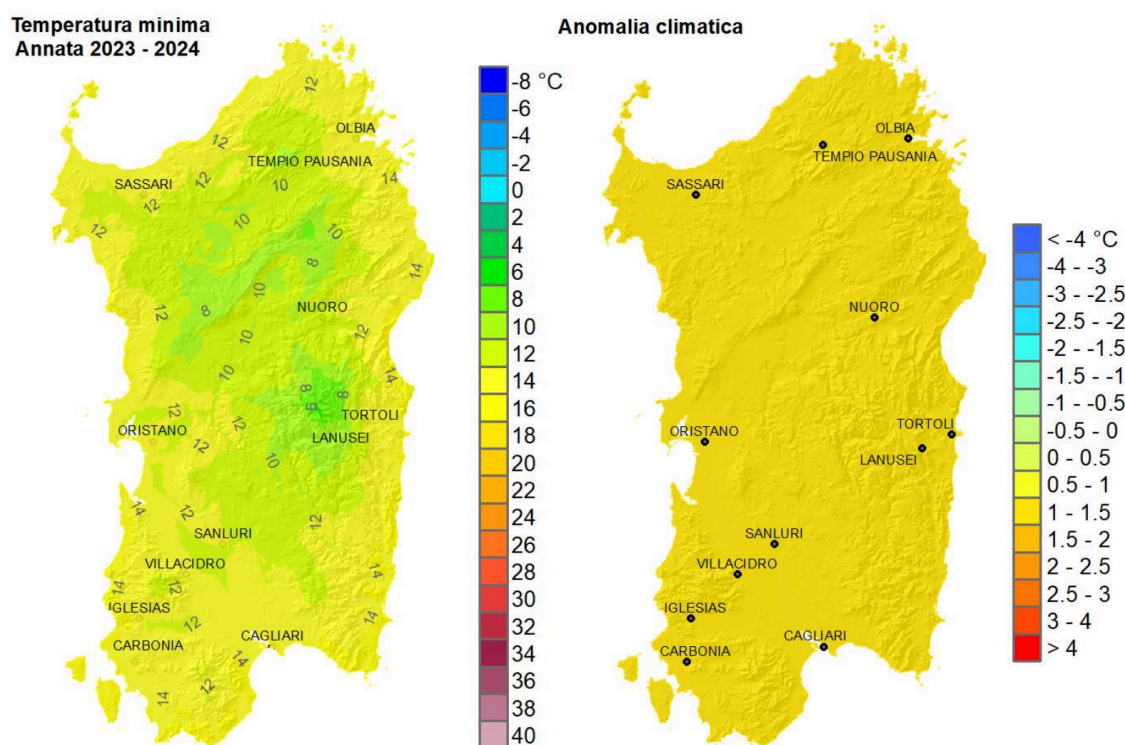 Temperatura minima
Annata 2023 - 2024
12
OLBIA
12
TEMPIO PAUSANIA
12
10
14
SASSARI
12
10
10
12
8
14
10
8
12
NUORO
10
12
10
14
8
8
6
12
12
TORTOLI
ORISTANO
12
LANUSEI
10
14
12
12
SANLURI
VILLACIDRO
14
12
14
IGLESIAS
12
14
CAGLIARI
CARBONIA
14
12
14
-8 °C
-6
-4
-2
0
2
4
6
8
10
12
14
16
18
20
22
24
26
28
30
32
34
36
38
40
Anomalia climatica
OLBIA
TEMPIO PAUSANIA
SASSARI
NUORO
ORISTANO
TORTOLI
LANUSEI
SANLURI
VILLACIDRO
IGLESIAS
CAGLIARI
CARBONIA
< -4 °C
-4 - -3
-3 - -2.5
-2.5 - -2
-2 - -1.5
-1.5 - -1
-1 - -0.5
-0.5 - 0
0 - 0.5
0.5 - 1
1 - 1.5
1.5 - 2
2 - 2.5
2.5 - 3
3 - 4
> 4